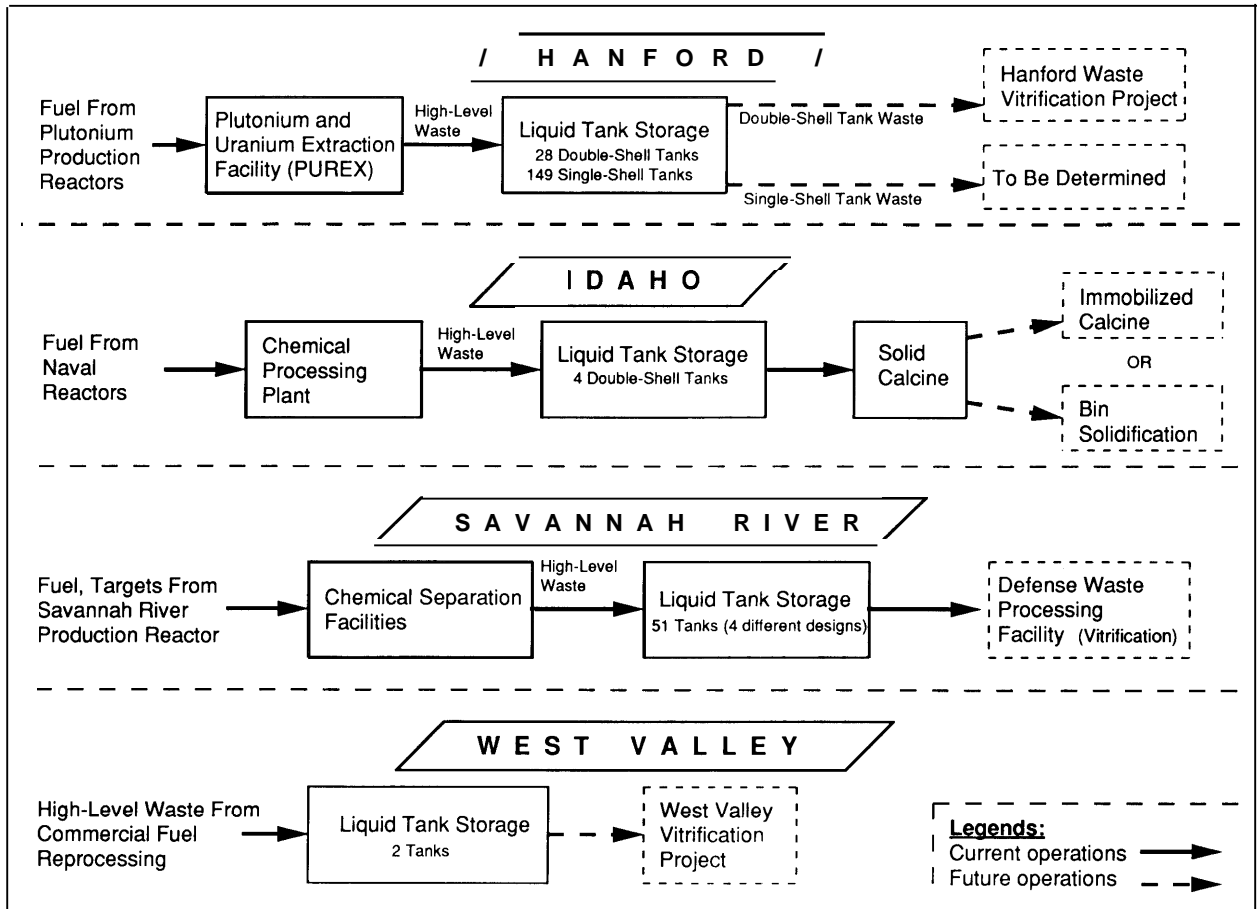 / HANFORD /
Fuel From
Plutonium
Production
Reactors
Plutonium and
Uranium Extraction
Facility (PUREX)
High-Level
Waste
Liquid Tank Storage
28 Double-Shell Tanks
149 Single-Shell Tanks
Double-Shell Tank Waste
Single-Shell Tank Waste
Hanford Waste
Vitrification Project
To Be Determined
IDAHO
Fuel From
Naval
Reactors
Chemical
Processing
Plant
High-Level
Waste
Liquid Tank Storage
4 Double-Shell Tanks
Solid
Calcine
Immobilized
Calcine
OR
Bin
Solidification
SAVANNAH RIVER
Fuel, Targets From
Savannah River
Production Reactor
Chemical Separation
Facilities
High-Level
Waste
Liquid Tank Storage
51 Tanks (4 different designs)
Defense Waste
Processing
Facility (Vitrification)
WEST VALLEY
High-Level Waste From
Commercial Fuel
Reprocessing
Liquid Tank Storage
2 Tanks
West Valley
Vitrification
Project
Legends:
Current operations
Future operations